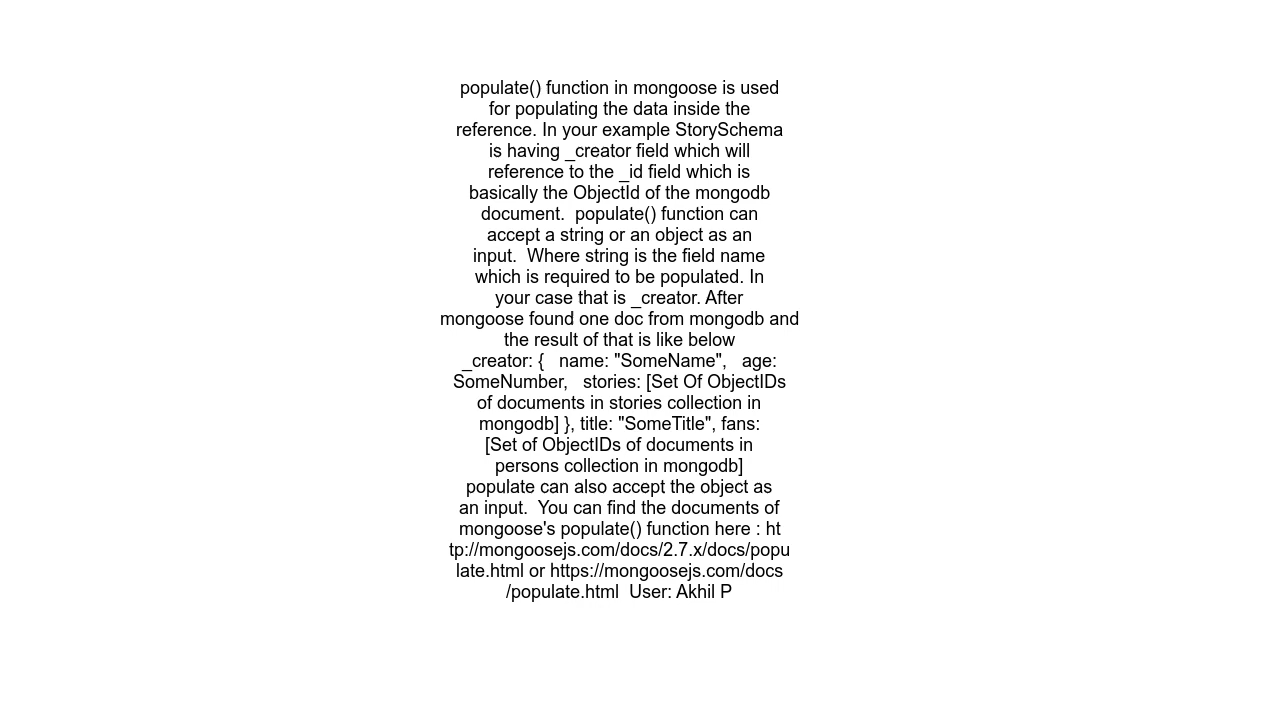 populate() function in mongoose is used
for populating the data inside the
reference. In your example StorySchema
is having _creator field which will
reference to the _id field which is
basically the ObjectId of the mongodb
document.  populate() function can
accept a string or an object as an
input.  Where string is the field name
which is required to be populated. In
your case that is _creator. After
mongoose found one doc from mongodb and
the result of that is like below
_creator: {   name: "SomeName",   age:
SomeNumber,   stories: [Set Of ObjectIDs
of documents in stories collection in
mongodb] }, title: "SomeTitle", fans:
[Set of ObjectIDs of documents in
persons collection in mongodb]
populate can also accept the object as
an input.  You can find the documents of
mongoose's populate() function here : ht
tp://mongoosejs.com/docs/2.7.x/docs/popu
late.html or https://mongoosejs.com/docs
/populate.html  User: Akhil P